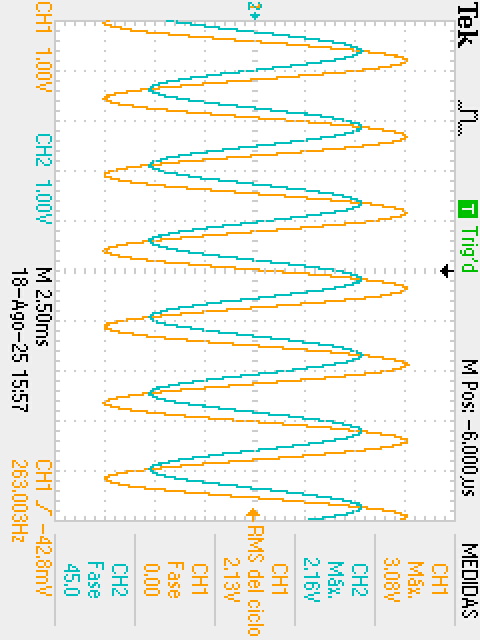 Tek T Trig'd M Pos: -6.000µs MEDIDAS
CH1
Máx.
3.08V
CH2
Máx.
2.16V
CH1
RMS del ciclo
2.13V
CH1
Fase
0.00
CH2
Fase
45.0
2
CH1 1.00V CH2 1.00V M 2.50ms CH1 / -42.8mV
18-Ago-25 15:57 263.003Hz